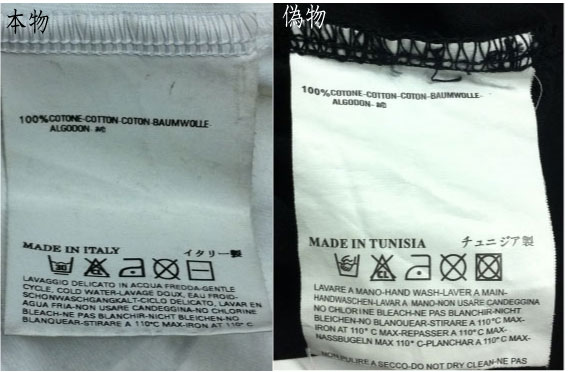 本物
100%COTONE-COTTON-COTON-BAUMWOLLE-
ALGODON-
MADE IN ITALY イタリー製
30
LAVAGGIO DELICATO IN ACQUA FREDDA-GENTLE
CYCLE, COLD WATER-LAVAGE DOUX, EAU FROID-
SCHONWASCHGANGKALT-CICLO DELICATO, LAVAR EN
AGUA FRIA-NON USARE CANDEGGINA-NO CHLORINE
BLEACH-NE PAS BLANCHIR-NICHT BLEICHEN-NO
BLANQUEAR-STIRARE A 110°C MAX-IRON AT 110° C
偽物
100%COTONE-COTTON-COTON-BAUMWOLLE-
ALGODON-
MADE IN TUNISIA チュニジア製
LAVARE A MANO-HAND WASH-LAVER A MAIN-
HANDWASCHEN-LAVAR A MANO-NON USARE CANDEGGINA
NO CHLORINE BLEACH-NE PAS BLANCHIR-NICHT
BLEICHEN-NO BLANQUEAR-STIRARE A 110°C MAX-
IRON AT 110°C MAX-REPASSER A 110°C MAX-
NASSBUGELN MAX 110°C-PLANCHAR A 110°C MAX-
NON PULIRE A SECCO-DO NOT DRY CLEAN-NE PAS